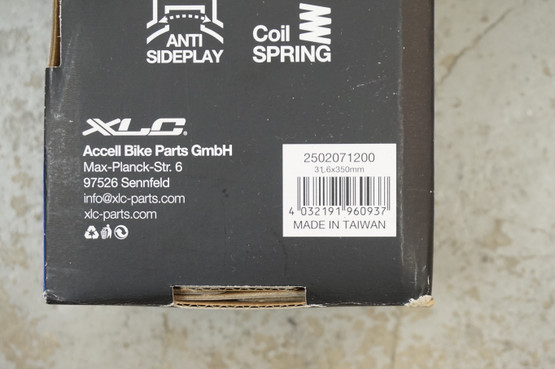 ANTI
SIDEPLAY
Coil
SPRING
XLC®
Accell Bike Parts GmbH
Max-Planck-Str. 6
97526 Sennfeld
info@xlc-parts.com
xlc-parts.com
2502071200
31.6x350mm
4 032191 960937
MADE IN TAIWAN